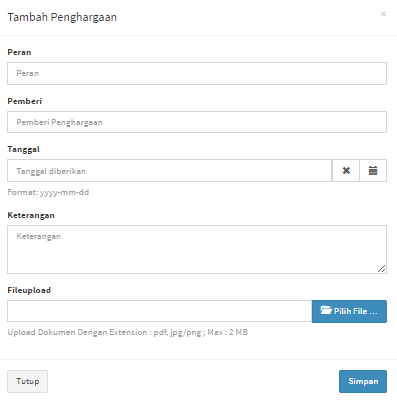 Tambah Penghargaan ×
Peran
Peran
Pemberi
Pemberi Penghargaan
Tanggal
Tanggal diberikan
Format: yyyy-mm-dd
Keterangan
Keterangan
Fileupload
Pilih File ...
Upload Dokumen Dengan Extension : pdf, jpg/png ; Max : 2 MB
Tutup Simpan